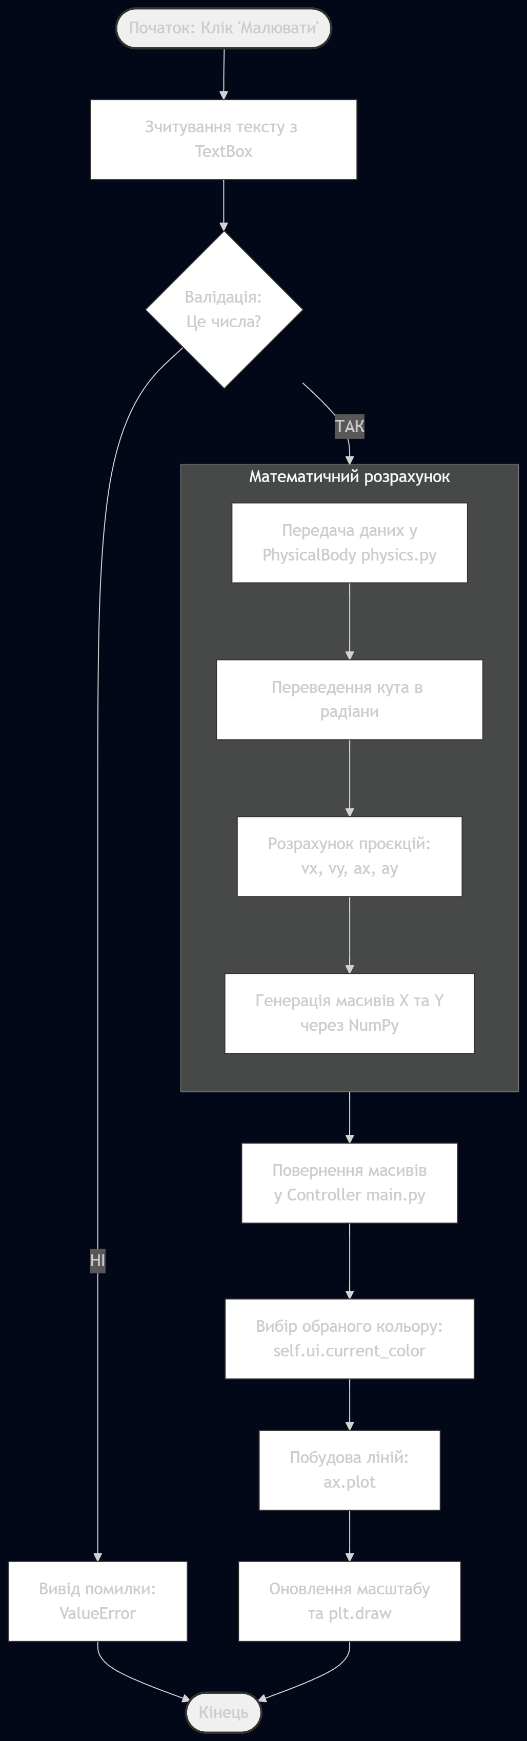 Початок: Клік 'Малювати'
Зчитування тексту з
TextBox
Валідація:
Це числа?
ТАК
Математичний розрахунок
Передача даних у
PhysicalBody physics.py
Переведення кута в
радіани
Розрахунок проєкцій:
vx, vy, ax, ay
Генерація масивів X та Y
через NumPy
Повернення масивів
у Controller main.py
НІ
Вибір обраного кольору:
self.ui.current_color
Побудова ліній:
ax.plot
Вивід помилки:
ValueError
Оновлення масштабу
та plt.draw
Кінець